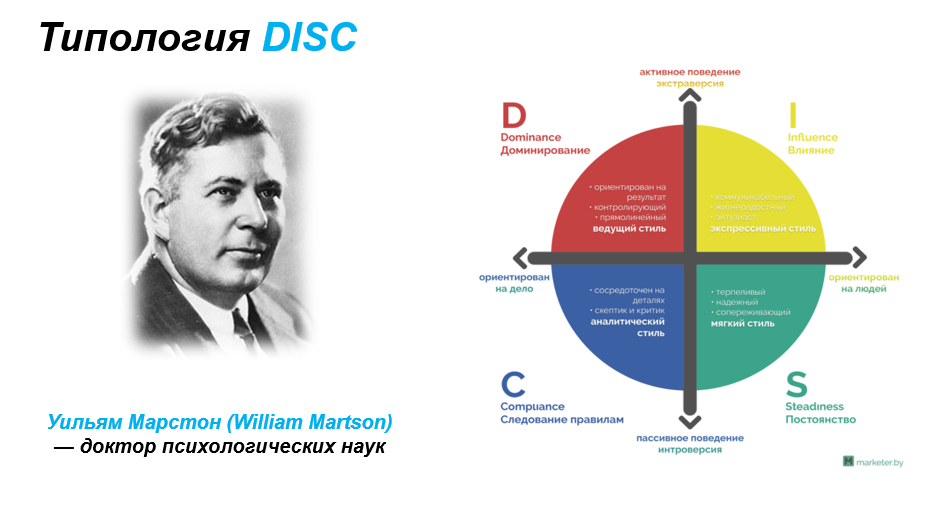 Типология DISC
активное поведение
экстраверсия
D
Dominance
Доминирование
I
Influence
Влияние
• ориентирован на
результат
• контролирующий
• прямолинейный
ведущий стиль
• коммуникабельный
• жизнерадостный
• энтузиаст
экспрессивный стиль
ориентирован
на дело
ориентирован
на людей
• сосредоточен на
деталях
• скептик и критик
аналитический
стиль
• терпеливый
• надежный
• сопереживающий
мягкий стиль
C
Compliance
Следование правилам
S
Steadiness
Постоянство
пассивное поведение
интроверсия
Уильям Марстон (William Martson)
— доктор психологических наук
M marketer.by